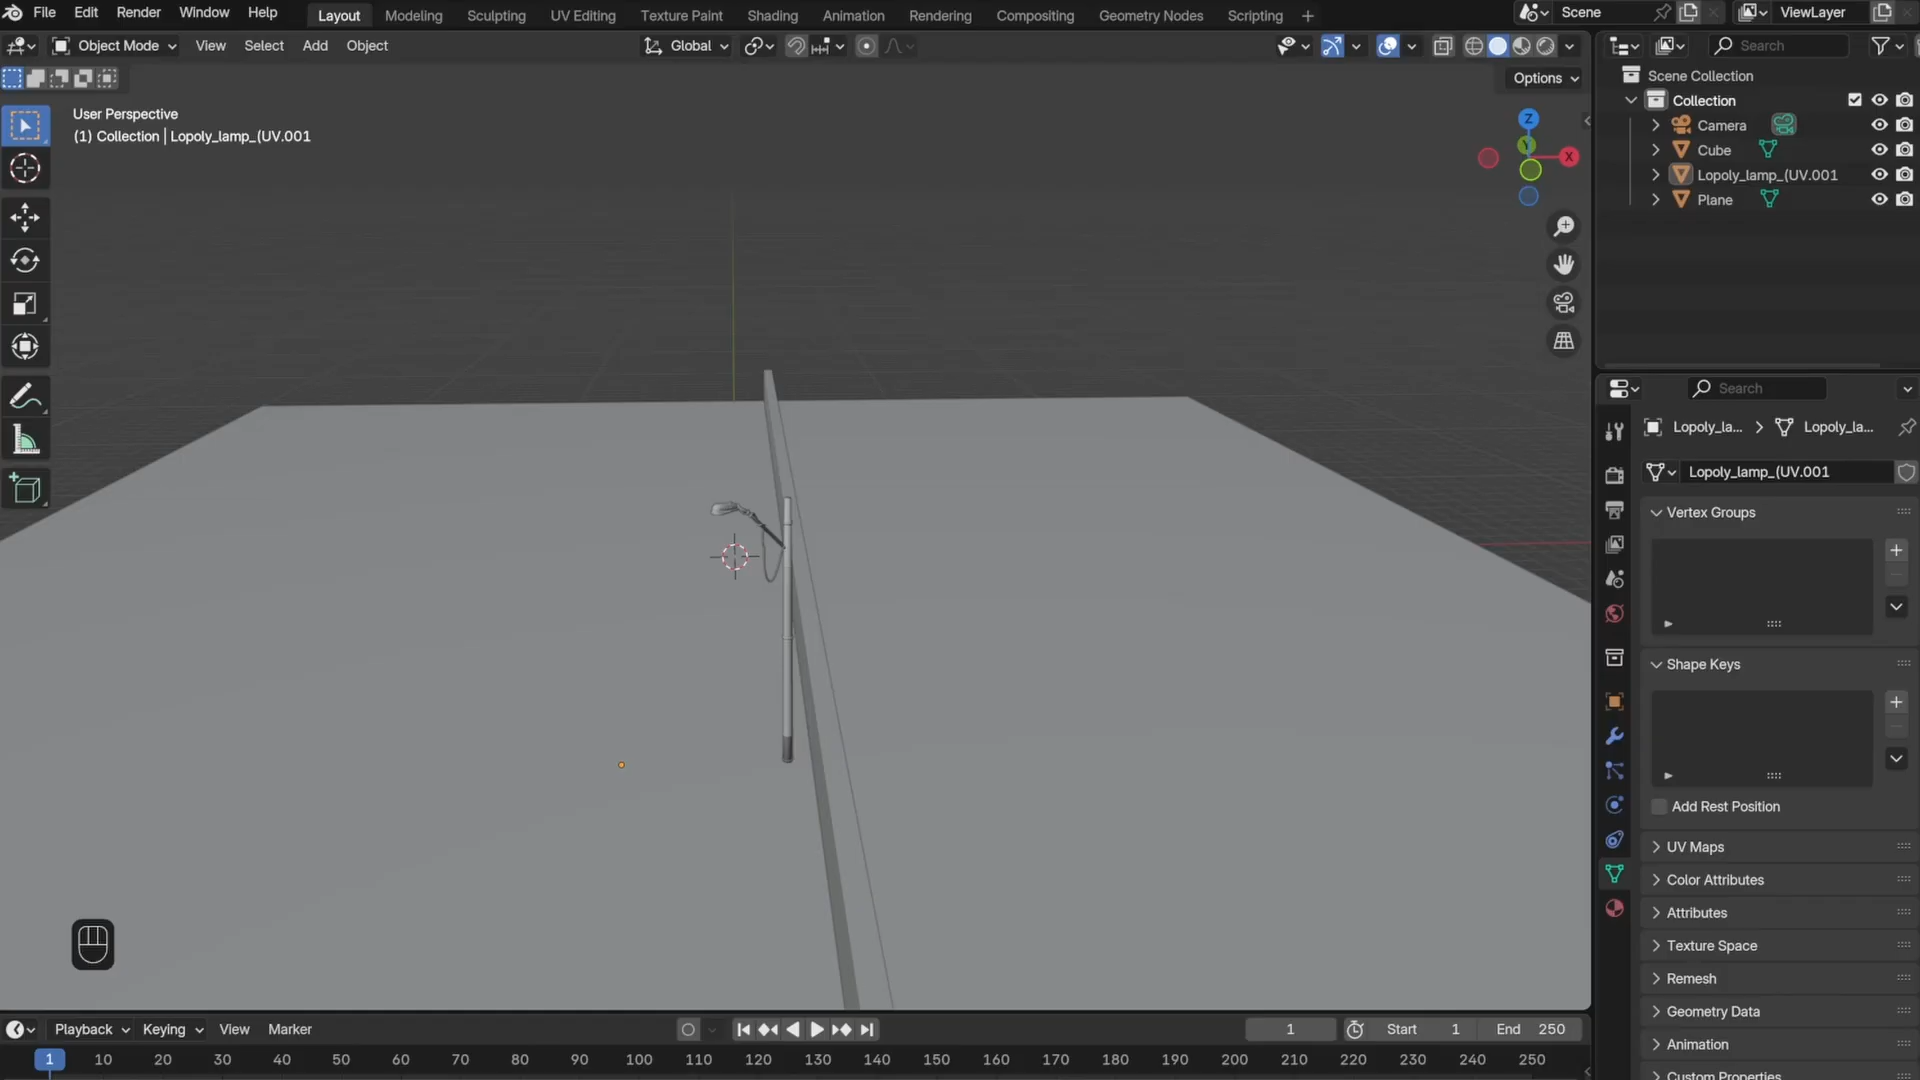 File Edit Render Window Help Layout Modeling Sculpting UV Editing Texture Paint Shading Animation Rendering Compositing Geometry Nodes Scripting + Scene ViewLayer
Object Mode View Select Add Object Global Search
Options
User Perspective
(1) Collection | Lopoly_lamp_(UV.001
Z
Y
X
Scene Collection
Collection
Camera
Cube
Lopoly_lamp_(UV.001
Plane
Search
Lopoly_la... Lopoly_la...
Lopoly_lamp_(UV.001
Vertex Groups
Shape Keys
Add Rest Position
UV Maps
Color Attributes
Attributes
Texture Space
Remesh
Geometry Data
Animation
Custom Properties
Playback Keying View Marker 1 Start 1 End 250
1 10 20 30 40 50 60 70 80 90 100 110 120 130 140 150 160 170 180 190 200 210 220 230 240 250